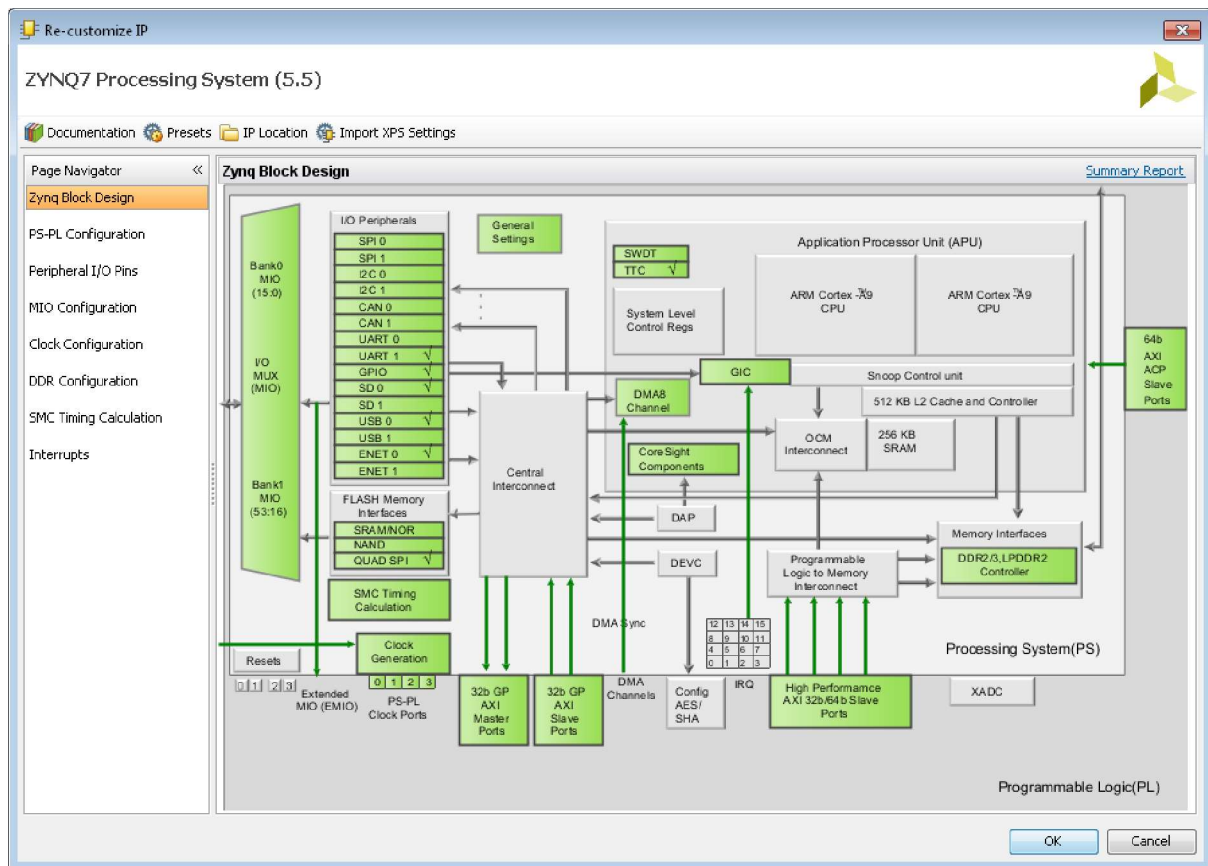 Re-customize IP
ZYNQ7 Processing System (5.5)
Documentation Presets IP Location Import XPS Settings
Page Navigator «
Zynq Block Design
PS-PL Configuration
Peripheral I/O Pins
MIO Configuration
Clock Configuration
DDR Configuration
SMC Timing Calculation
Interrupts
Zynq Block Design
Summary Report
Bank0
MIO
(15:0)
I/O
MUX
(MIO)
Bank1
MIO
(53:16)
I/O Peripherals
SPI 0
SPI 1
I2C 0
I2C 1
CAN 0
CAN 1
UART 0
UART 1 √
GPIO √
SD 0 √
SD 1
USB 0 √
USB 1
ENET 0 √
ENET 1
FLASH Memory
Interfaces
SRAM/NOR
NAND
QUAD SPI √
SMC Timing
Calculation
Clock
Generation
Resets
0 1 2 3
Extended
MIO (EMIO)
0 1 2 3
PS-PL
Clock Ports
General
Settings
Central
Interconnect
32b GP
AXI
Master
Ports
32b GP
AXI
Slave
Ports
Application Processor Unit (APU)
SWDT
TTC √
System Level
Control Regs
ARM Cortex -™A9
CPU
ARM Cortex -™A9
CPU
GIC
Snoop Control unit
DMA8
Channel
512 KB L2 Cache and Controller
OCM
Interconnect
256 KB
SRAM
CoreSight
Components
DAP
DEVC
Programmable
Logic to Memory
Interconnect
Memory Interfaces
DDR2/3,LPDDR2
Controller
64b
AXI
ACP
Slave
Ports
DMA Sync
12 13 14 15
8 9 10 11
4 5 6 7
0 1 2 3
IRQ
DMA
Channels
Config
AES/
SHA
High Performamce
AXI 32b/64b Slave
Ports
Processing System(PS)
XADC
Programmable Logic(PL)
OK Cancel